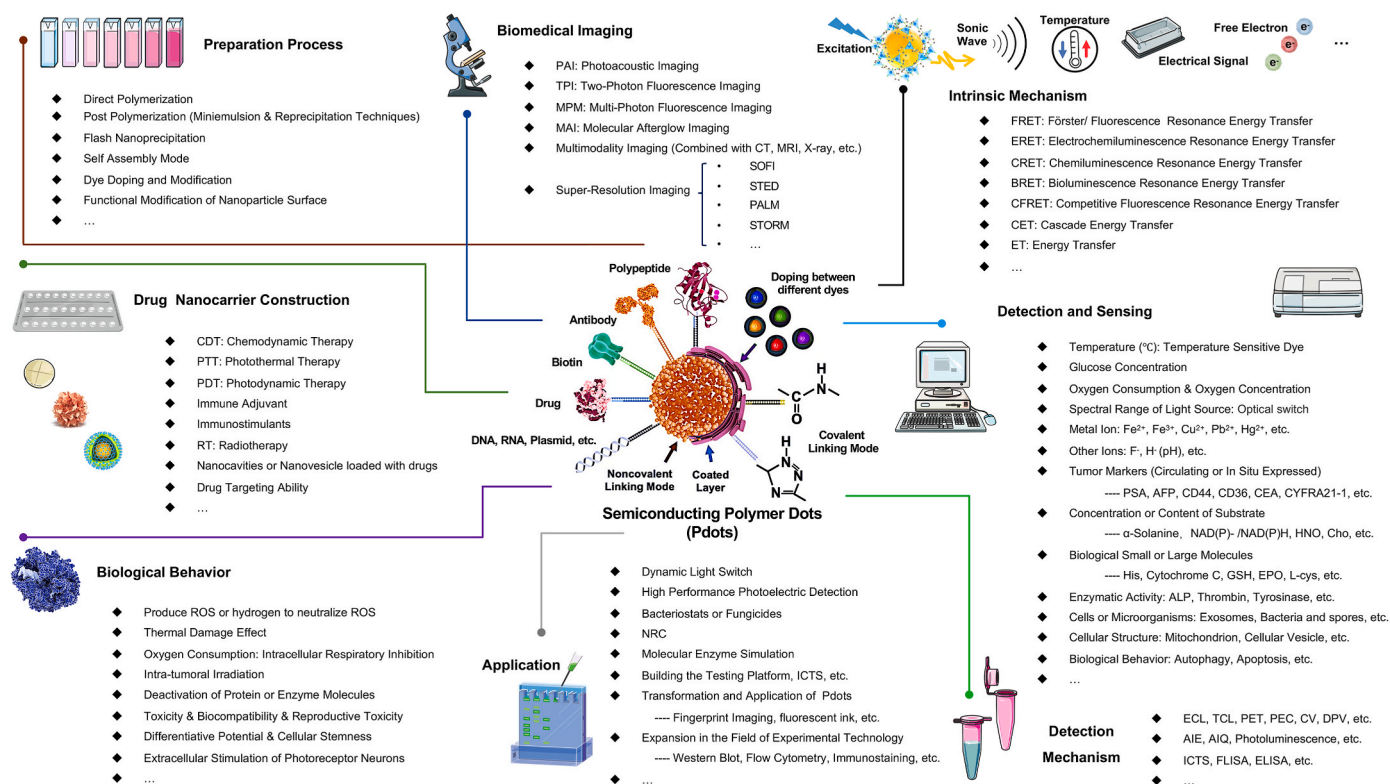 Preparation Process
◆ Direct Polymerization
◆ Post Polymerization (Miniemulsion & Reprecipitation Techniques)
◆ Flash Nanoprecipitation
◆ Self Assembly Mode
◆ Dye Doping and Modification
◆ Functional Modification of Nanoparticle Surface
◆ …
Biomedical Imaging
◆ PAI: Photoacoustic Imaging
◆ TPI: Two-Photon Fluorescence Imaging
◆ MPM: Multi-Photon Fluorescence Imaging
◆ MAI: Molecular Afterglow Imaging
◆ Multimodality Imaging (Combined with CT, MRI, X-ray, etc.)
◆ Super-Resolution Imaging
• SOFI
• STED
• PALM
• STORM
• …
Excitation
Sonic
Wave
Temperature
Electrical Signal
Free Electron
e-
e-
e-
…
Intrinsic Mechanism
◆ FRET: Förster/ Fluorescence Resonance Energy Transfer
◆ ERET: Electrochemiluminescence Resonance Energy Transfer
◆ CRET: Chemiluminescence Resonance Energy Transfer
◆ BRET: Bioluminescence Resonance Energy Transfer
◆ CFRET: Competitive Fluorescence Resonance Energy Transfer
◆ CET: Cascade Energy Transfer
◆ ET: Energy Transfer
◆ …
Drug Nanocarrier Construction
◆ CDT: Chemodynamic Therapy
◆ PTT: Photothermal Therapy
◆ PDT: Photodynamic Therapy
◆ Immune Adjuvant
◆ Immunostimulants
◆ RT: Radiotherapy
◆ Nanocavities or Nanovesicle loaded with drugs
◆ Drug Targeting Ability
◆ …
Polypeptide
Antibody
Biotin
Drug
DNA, RNA, Plasmid, etc.
Doping between
different dyes
H
N
C
O
Covalent
Linking Mode
H
N
N
N
Noncovalent
Linking Mode
Coated
Layer
Semiconducting Polymer Dots
(Pdots)
Detection and Sensing
◆ Temperature (℃): Temperature Sensitive Dye
◆ Glucose Concentration
◆ Oxygen Consumption & Oxygen Concentration
◆ Spectral Range of Light Source: Optical switch
◆ Metal Ion: Fe²⁺, Fe³⁺, Cu²⁺, Pb²⁺, Hg²⁺, etc.
◆ Other Ions: F⁻, H⁻ (pH), etc.
◆ Tumor Markers (Circulating or In Situ Expressed)
---- PSA, AFP, CD44, CD36, CEA, CYFRA21-1, etc.
◆ Concentration or Content of Substrate
---- α-Solanine, NAD(P)- /NAD(P)H, HNO, Cho, etc.
◆ Biological Small or Large Molecules
---- His, Cytochrome C, GSH, EPO, L-cys, etc.
◆ Enzymatic Activity: ALP, Thrombin, Tyrosinase, etc.
◆ Cells or Microorganisms: Exosomes, Bacteria and spores, etc.
◆ Cellular Structure: Mitochondrion, Cellular Vesicle, etc.
◆ Biological Behavior: Autophagy, Apoptosis, etc.
◆ …
Biological Behavior
◆ Produce ROS or hydrogen to neutralize ROS
◆ Thermal Damage Effect
◆ Oxygen Consumption: Intracellular Respiratory Inhibition
◆ Intra-tumoral Irradiation
◆ Deactivation of Protein or Enzyme Molecules
◆ Toxicity & Biocompatibility & Reproductive Toxicity
◆ Differentiative Potential & Cellular Stemness
◆ Extracellular Stimulation of Photoreceptor Neurons
◆ …
Application
◆ Dynamic Light Switch
◆ High Performance Photoelectric Detection
◆ Bacteriostats or Fungicides
◆ NRC
◆ Molecular Enzyme Simulation
◆ Building the Testing Platform, ICTS, etc.
◆ Transformation and Application of Pdots
---- Fingerprint Imaging, fluorescent ink, etc.
◆ Expansion in the Field of Experimental Technology
---- Western Blot, Flow Cytometry, Immunostaining, etc.
◆ …
Detection
Mechanism
◆ ECL, TCL, PET, PEC, CV, DPV, etc.
◆ AIE, AIQ, Photoluminescence, etc.
◆ ICTS, FLISA, ELISA, etc.
◆ …